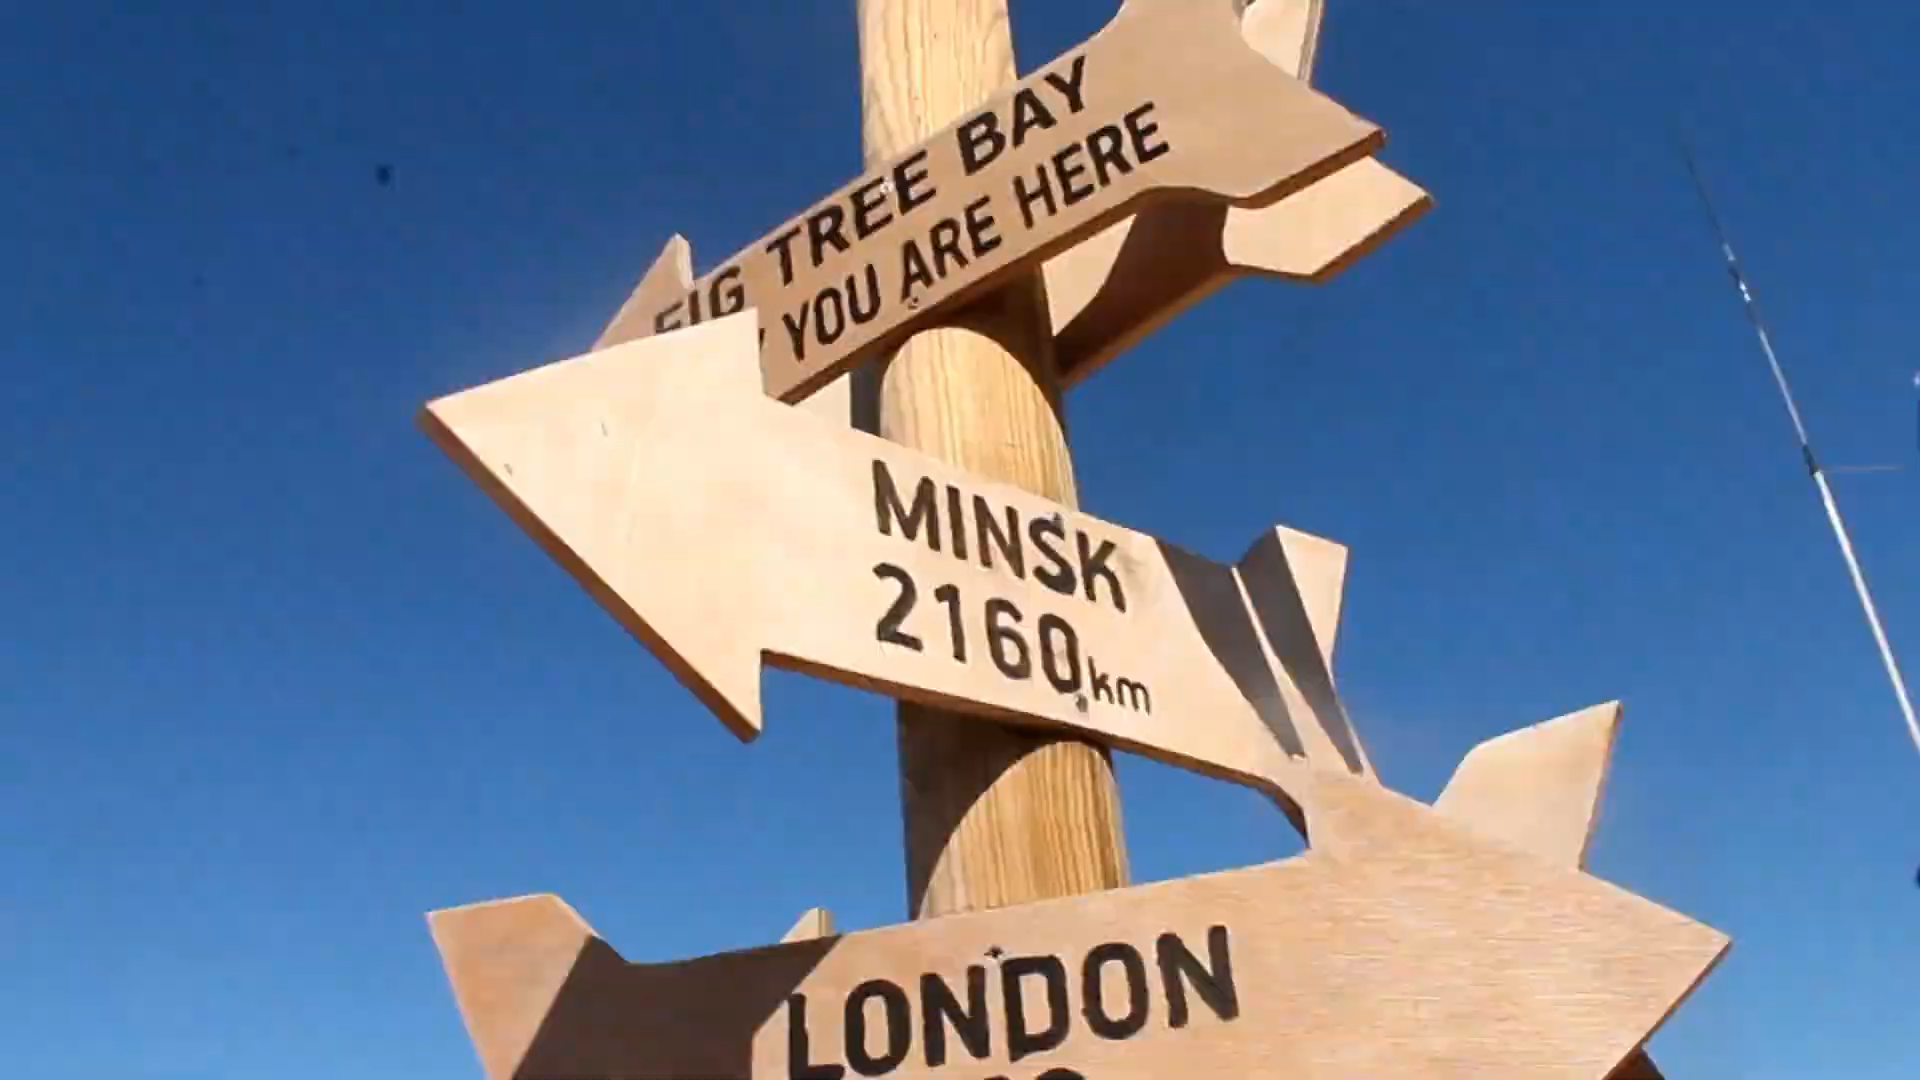 FIG TREE BAY
YOU ARE HERE
MINSK
2160km
LONDON